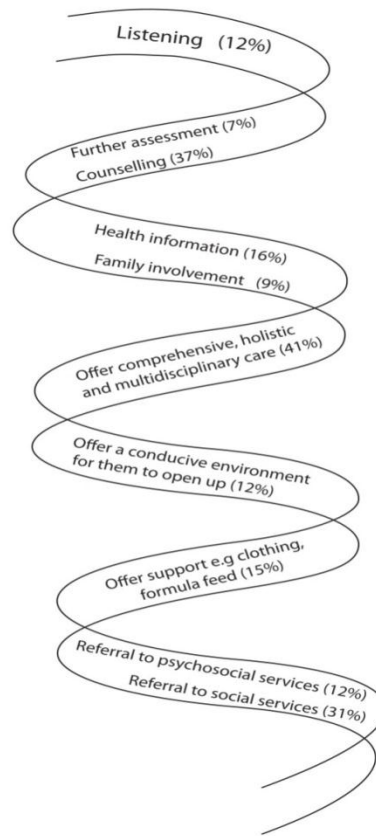 Listening (12%)
Further assessment (7%)
Counselling (37%)
Health information (16%)
Family involvement (9%)
Offer comprehensive, holistic
and multidisciplinary care (41%)
Offer a conducive environment
for them to open up (12%)
Offer support e.g clothing,
formula feed (15%)
Referral to psychosocial services (12%)
Referral to social services (31%)